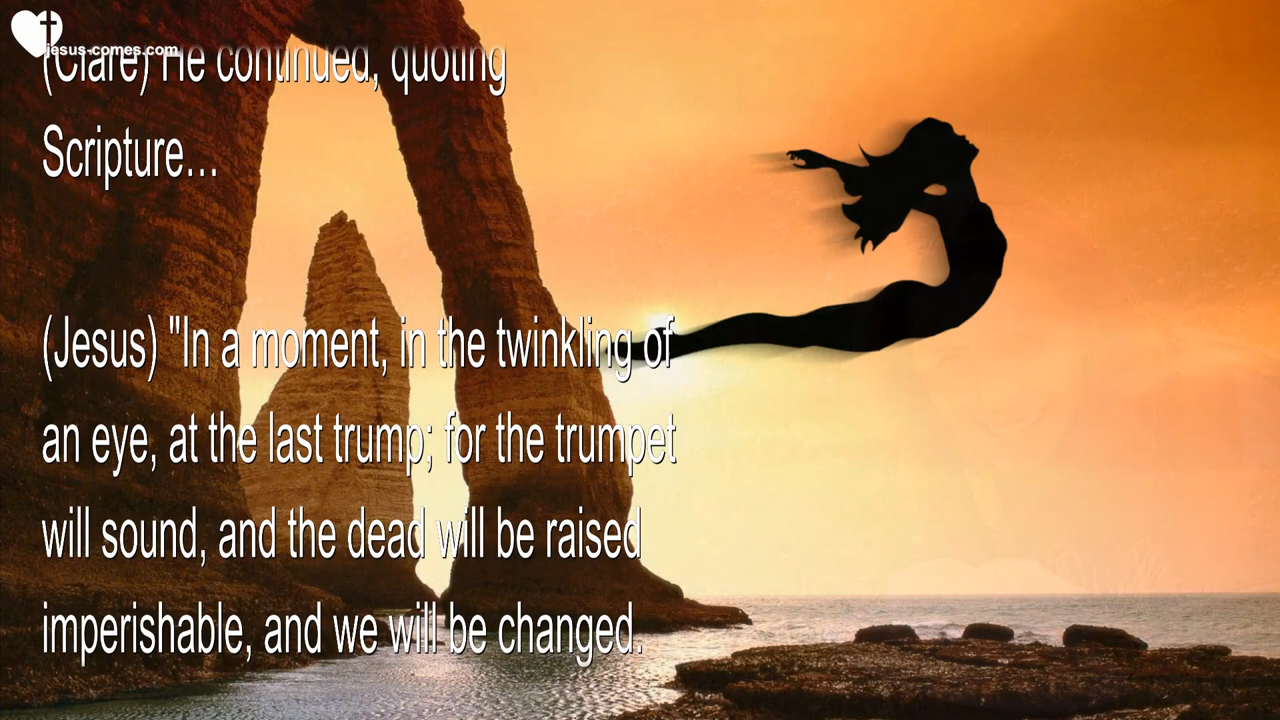 jesus-comes.com
(Clare) He continued, quoting
Scripture...
(Jesus) "In a moment, in the twinkling of
an eye, at the last trump; for the trumpet
will sound, and the dead will be raised
imperishable, and we will be changed.